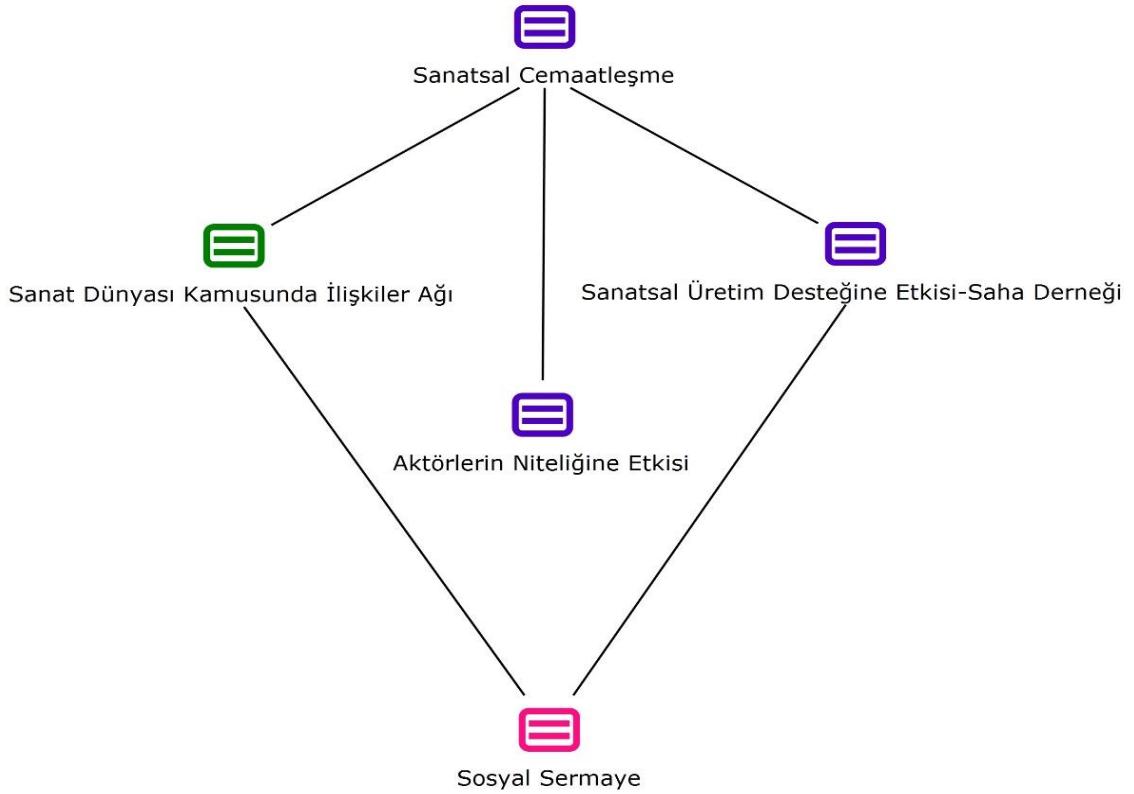 Sanatsal Cemaatleşme
Sanat Dünyası Kamusunda İlişkiler Ağı
Sanatsal Üretim Desteğine Etkisi-Saha Derneği
Aktörlerin Niteliğine Etkisi
Sosyal Sermaye